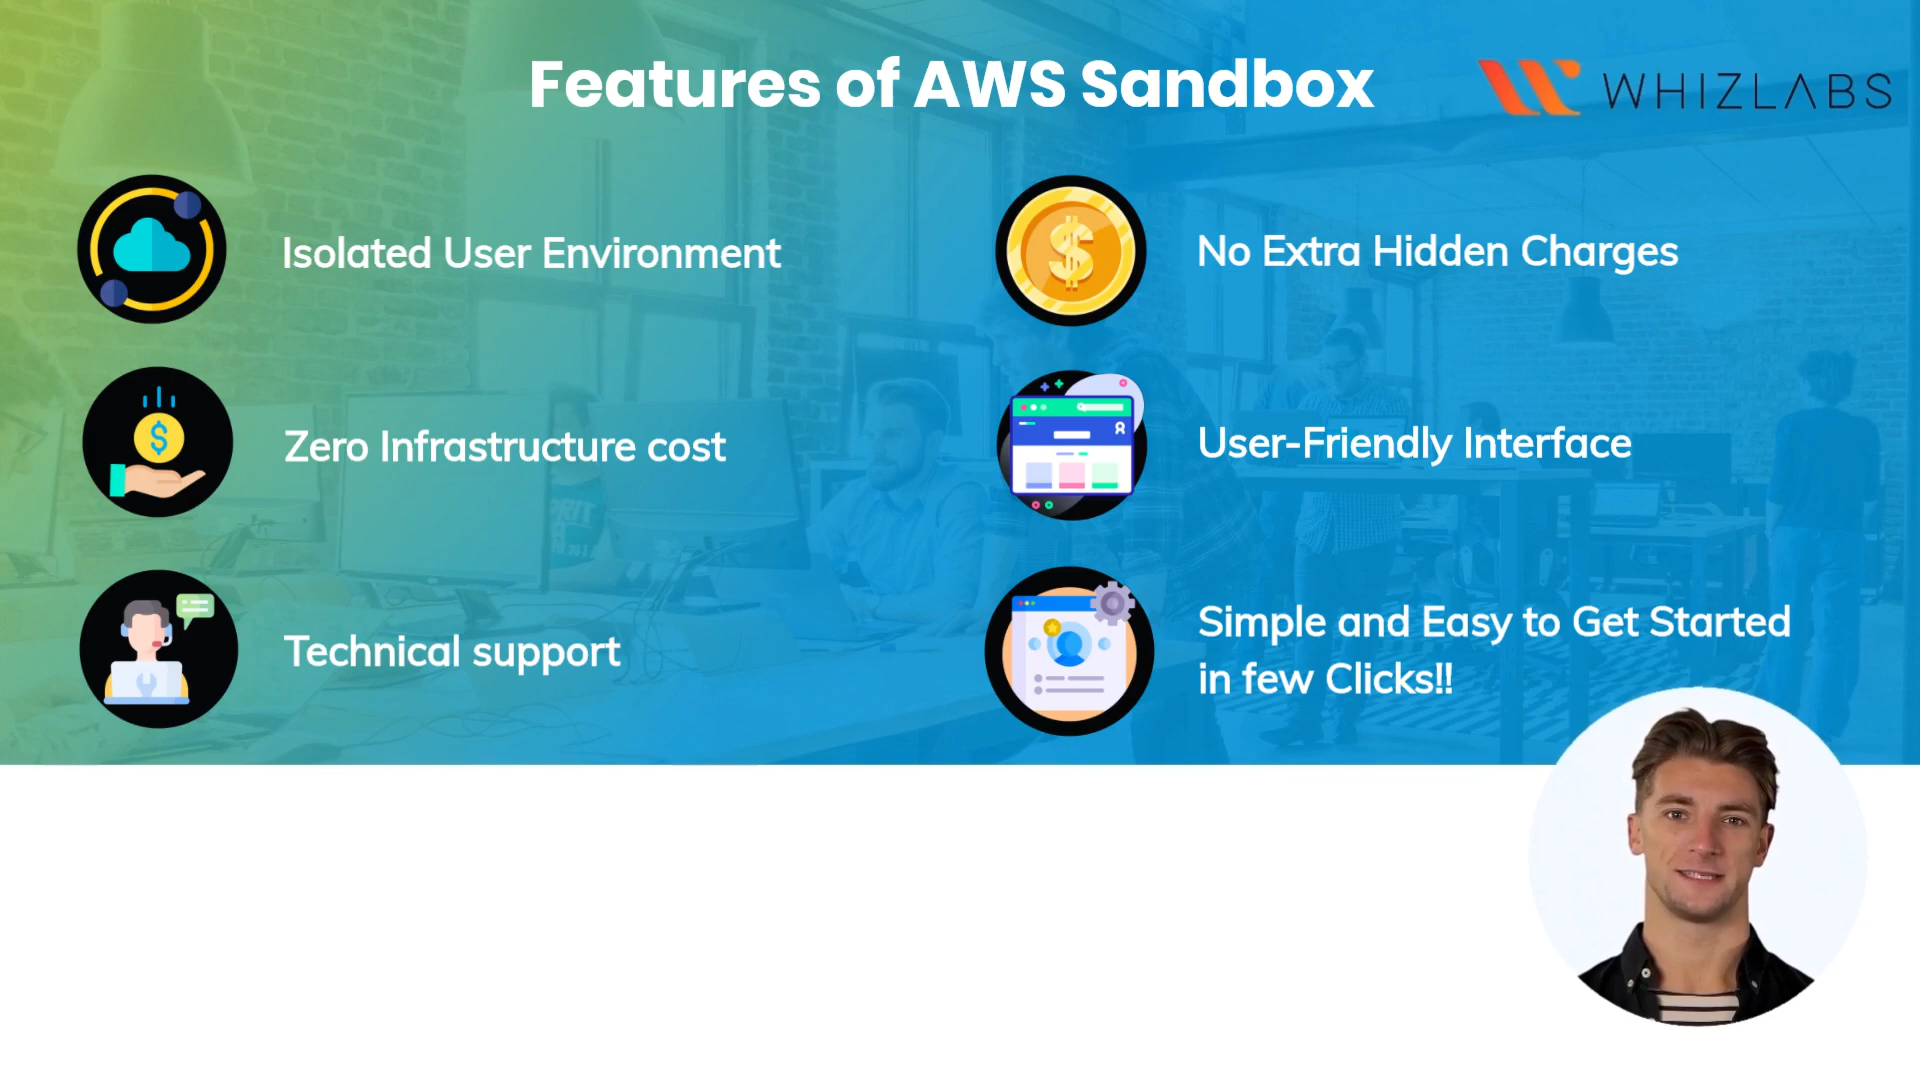 Features of AWS Sandbox
WHIZLABS
Isolated User Environment
No Extra Hidden Charges
Zero Infrastructure cost
User-Friendly Interface
Technical support
Simple and Easy to Get Started
in few Clicks!!